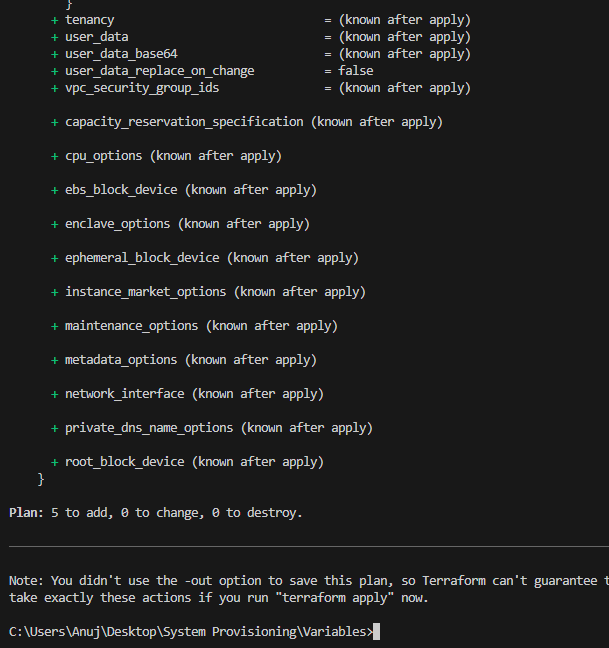 }
+ tenancy = (known after apply)
+ user_data = (known after apply)
+ user_data_base64 = (known after apply)
+ user_data_replace_on_change = false
+ vpc_security_group_ids = (known after apply)
+ capacity_reservation_specification (known after apply)
+ cpu_options (known after apply)
+ ebs_block_device (known after apply)
+ enclave_options (known after apply)
+ ephemeral_block_device (known after apply)
+ instance_market_options (known after apply)
+ maintenance_options (known after apply)
+ metadata_options (known after apply)
+ network_interface (known after apply)
+ private_dns_name_options (known after apply)
+ root_block_device (known after apply)
}
Plan: 5 to add, 0 to change, 0 to destroy.
Note: You didn't use the -out option to save this plan, so Terraform can't guarantee t
take exactly these actions if you run "terraform apply" now.
C:\Users\Anuj\Desktop\System Provisioning\Variables>